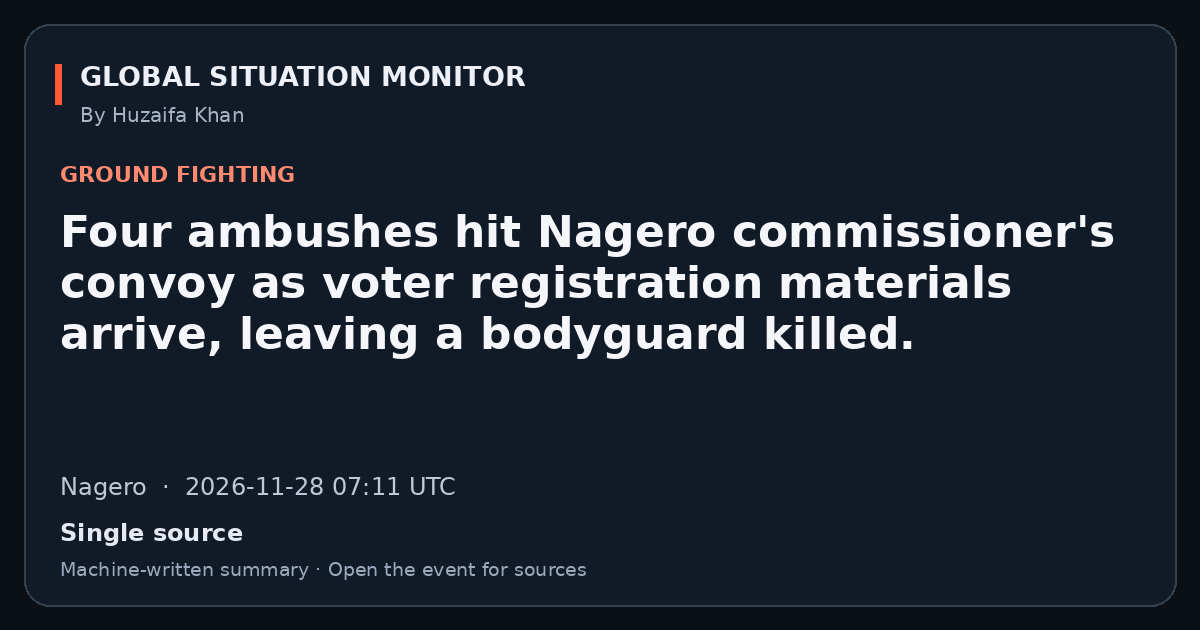 GLOBAL SITUATION MONITOR
By Huzaifa Khan
GROUND FIGHTING
Four ambushes hit Nagero commissioner's
convoy as voter registration materials
arrive, leaving a bodyguard killed.
Nagero · 2026-11-28 07:11 UTC
Single source
Machine-written summary · Open the event for sources